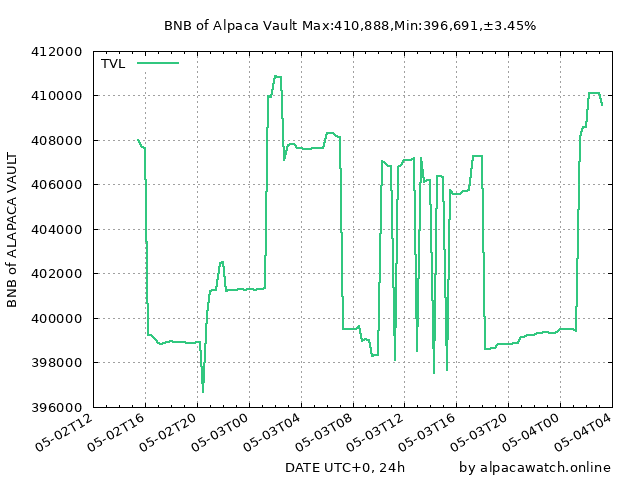 BNB of Alpaca Vault Max:410,888,Min:396,691,±3.45%
TVL
BNB of ALAPACA VAULT
412000
410000
408000
406000
404000
402000
400000
398000
396000
05-02T12
05-02T16
05-02T20
05-03T00
05-03T04
05-03T08
05-03T12
05-03T16
05-03T20
05-04T00
05-04T04
DATE UTC+0, 24h
by alpacawatch.online